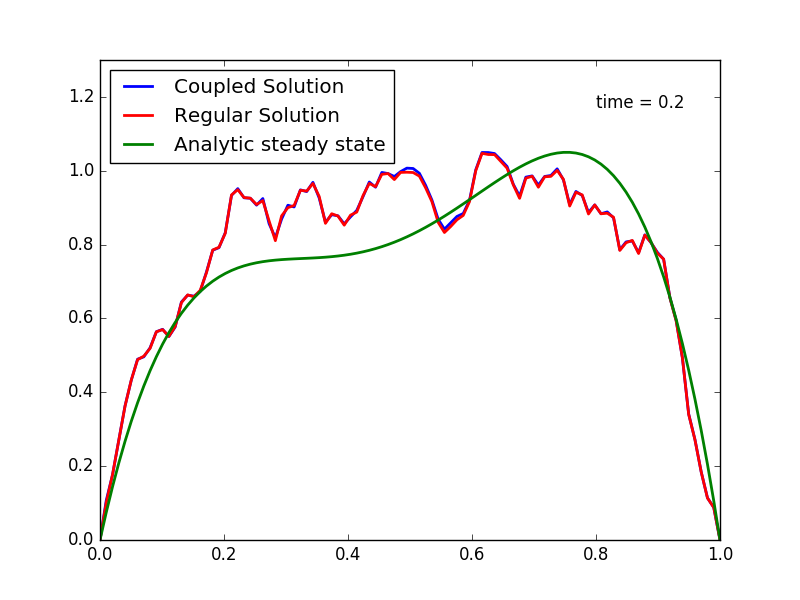 Coupled Solution
Regular Solution
Analytic steady state
time = 0.2
1.2
1.0
0.8
0.6
0.4
0.2
0.0
0.0 0.2 0.4 0.6 0.8 1.0